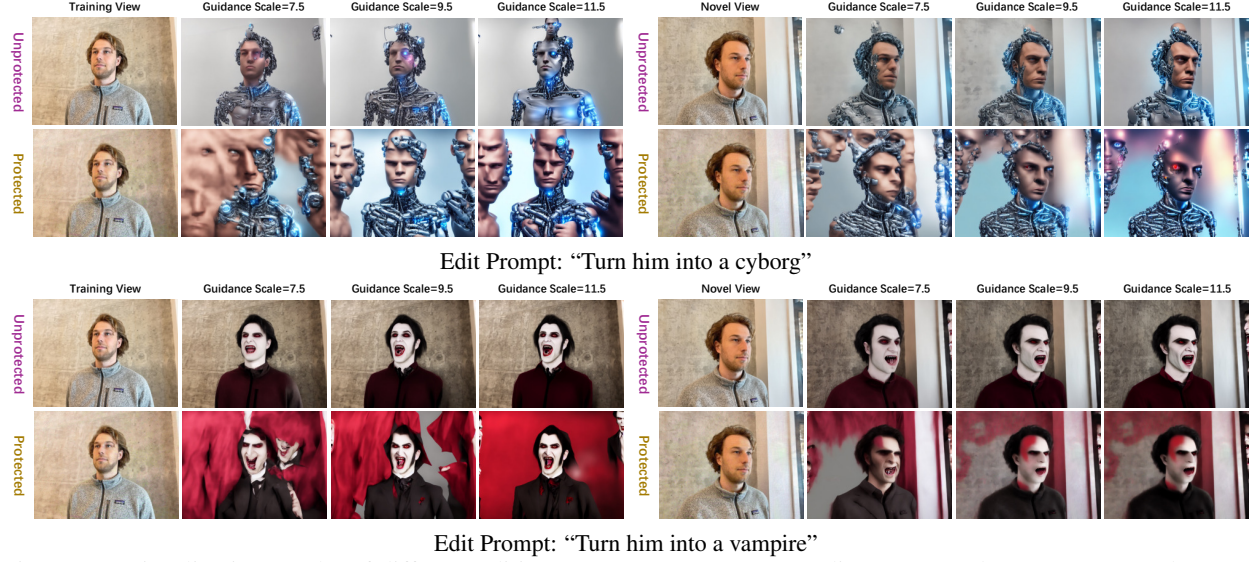 Training View Guidance Scale=7.5 Guidance Scale=9.5 Guidance Scale=11.5 Novel View Guidance Scale=7.5 Guidance Scale=9.5 Guidance Scale=11.5
Unprotected Unprotected
Protected Protected
Edit Prompt: “Turn him into a cyborg”
Training View Guidance Scale=7.5 Guidance Scale=9.5 Guidance Scale=11.5 Novel View Guidance Scale=7.5 Guidance Scale=9.5 Guidance Scale=11.5
Unprotected Unprotected
Protected Protected
Edit Prompt: “Turn him into a vampire”